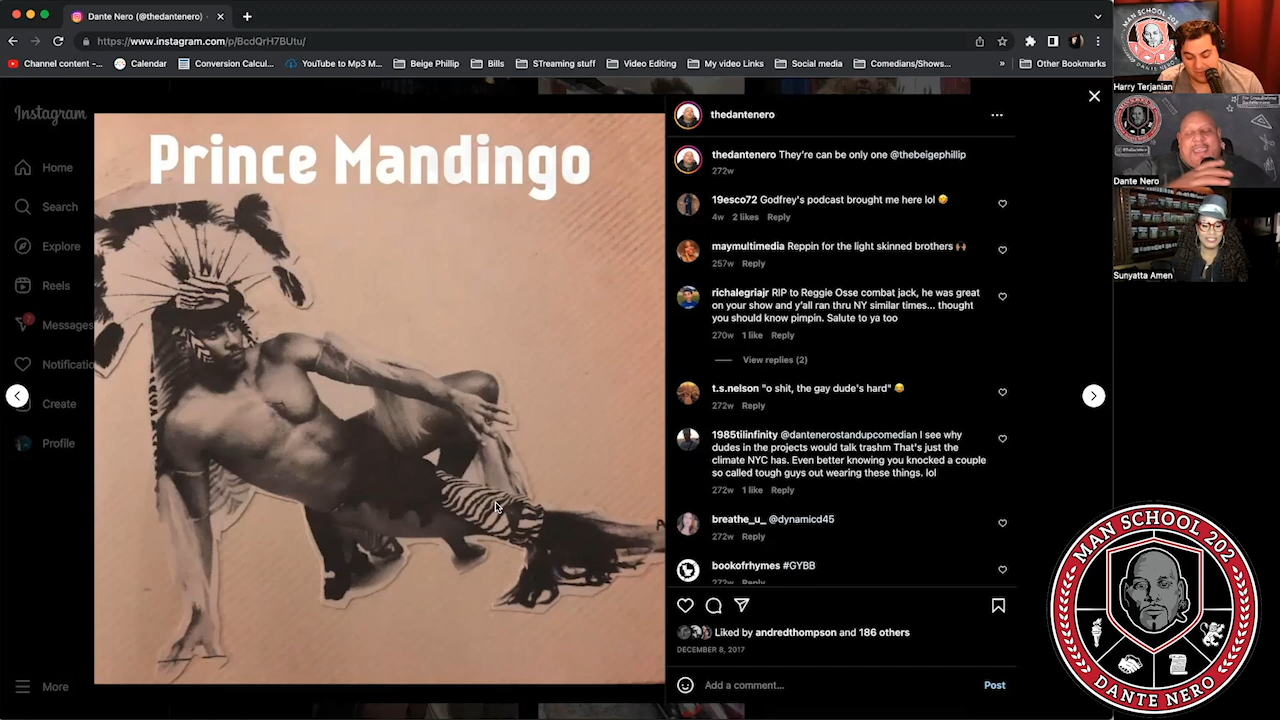 Dante Nero (@thedantenero)
https://www.instagram.com/p/BcdQrH7BUtu/
Channel content -...
Calendar
Conversion Calcul...
YouTube to Mp3 M...
Beige Phillip
Bills
STreaming stuff
Video Editing
My video Links
Social media
Comedians/Shows...
»
Other Bookmarks
Instagram
Home
Search
Explore
Reels
7
Messages
Notificatio
Create
Profile
More
Prince Mandingo
thedantenero
thedantenero They're can be only one @thebeigephillip
272w
19esco72 Godfrey's podcast brought me here lol 🤣
4w 2 likes Reply
maymultimedia Reppin for the light skinned brothers 🙌🏽
257w Reply
richalegriajr RIP to Reggie Osse combat jack, he was great
on your show and y'all ran thru NY similar times... thought
you should know pimpin. Salute to ya too
270w 1 like Reply
View replies (2)
t.s.nelson "o shit, the gay dude's hard" 😂
272w Reply
1985tilinfinity @dantenerostandupcomedian I see why
dudes in the projects would talk trashm That's just the
climate NYC has. Even better knowing you knocked a couple
so called tough guys out wearing these things. lol
272w 1 like Reply
breathe_u_ @dynamicd45
272w Reply
bookofrhymes #GYBB
272w Reply
Liked by andredthompson and 186 others
DECEMBER 8, 2017
Add a comment...
Post
MAN SCHOOL 202
Harry Terjanian
Dante Nero
Sunyatta Amen
MAN SCHOOL 202
DANTE NERO